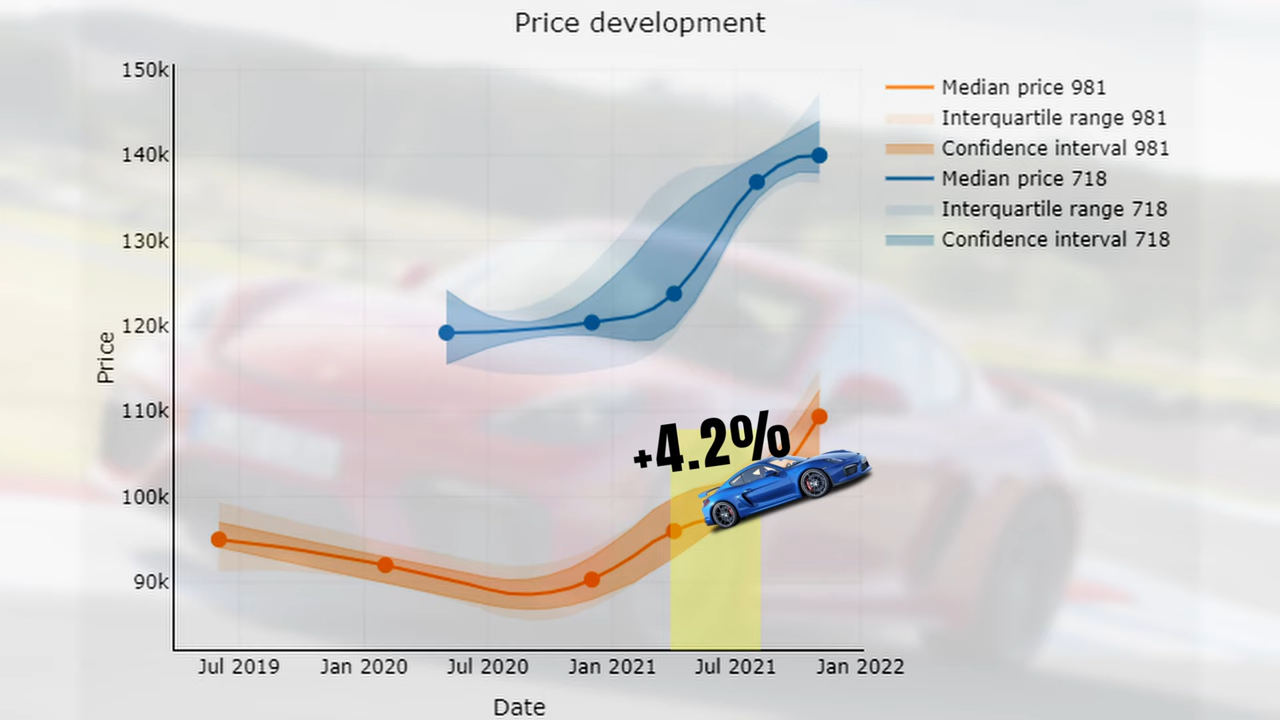 Price development
150k
140k
130k
120k
110k
100k
90k
Price
Jul 2019
Jan 2020
Jul 2020
Jan 2021
Jul 2021
Jan 2022
Date
Median price 981
Interquartile range 981
Confidence interval 981
Median price 718
Interquartile range 718
Confidence interval 718
+4.2%